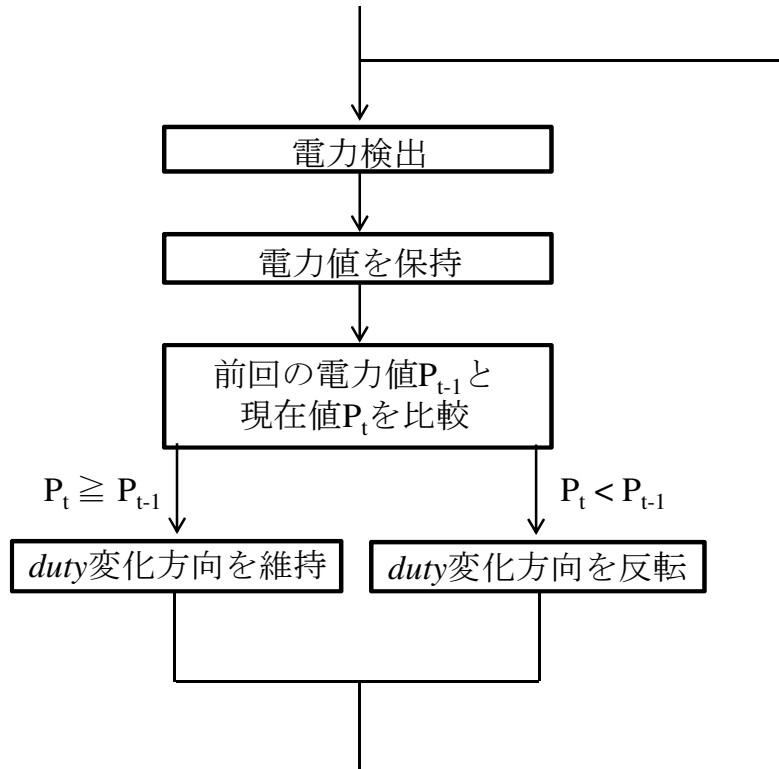 電力検出
電力値を保持
前回の電力値Pt-1と
現在値Ptを比較
Pt ≧ Pt-1
Pt < Pt-1
duty変化方向を維持
duty変化方向を反転